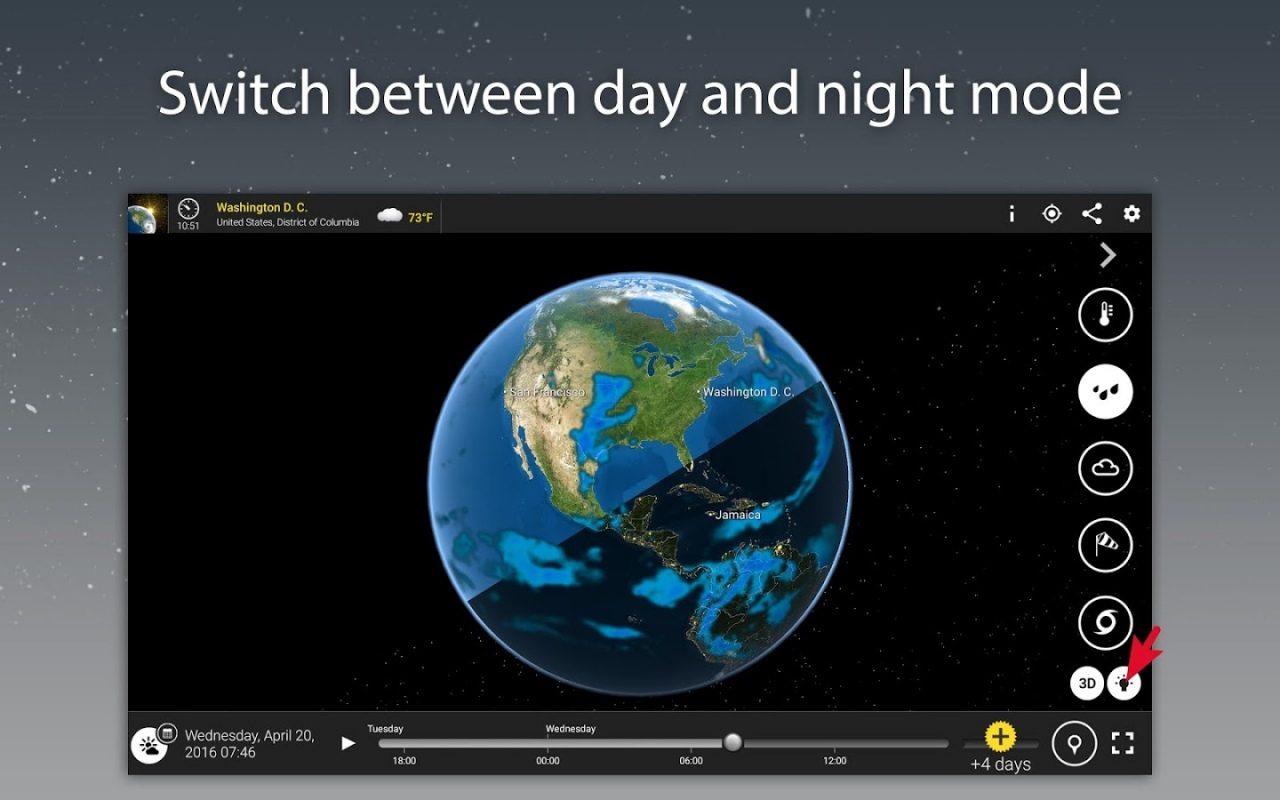 Switch between day and night mode
Washington D. C.
10:51
United States, District of Columbia
73°F
San Francisco
Washington D. C.
Jamaica
3D
Wednesday, April 20,
2016 07:46
Tuesday
Wednesday
18:00
00:00
06:00
12:00
+4 days